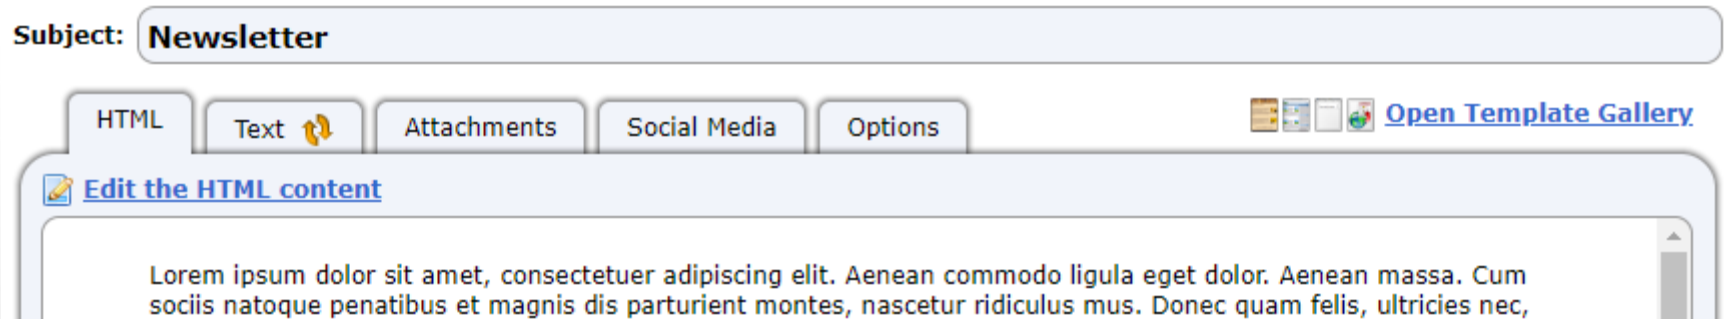 Subject: Newsletter
HTML Text Attachments Social Media Options Open Template Gallery
Edit the HTML content
Lorem ipsum dolor sit amet, consectetuer adipiscing elit. Aenean commodo ligula eget dolor. Aenean massa. Cum
sociis natoque penatibus et magnis dis parturient montes, nascetur ridiculus mus. Donec quam felis, ultricies nec,